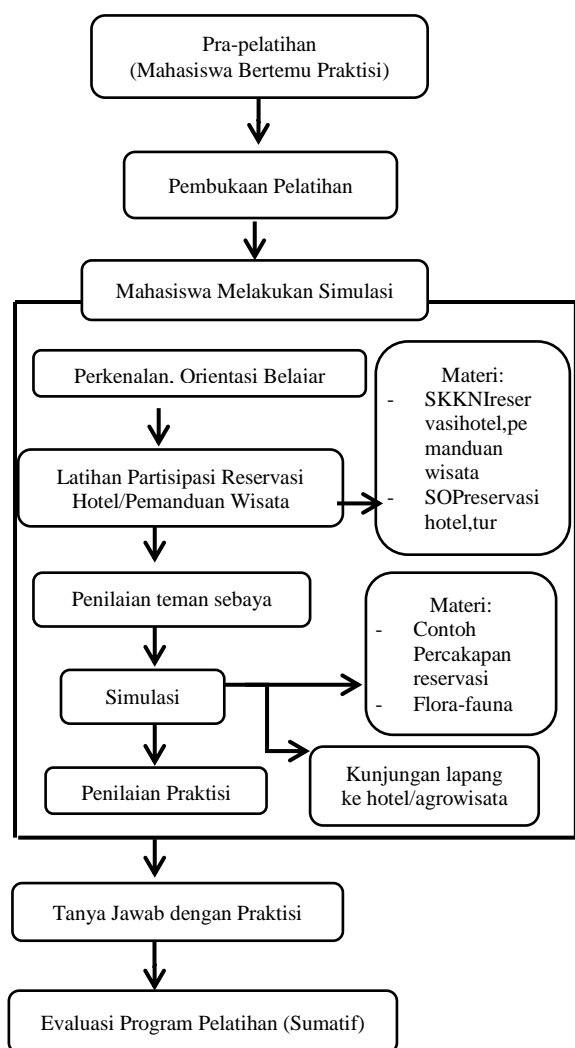 Pra-pelatihan
(Mahasiswa Bertemu Praktisi)
Pembukaan Pelatihan
Mahasiswa Melakukan Simulasi
Perkenalan. Orientasi Belajar
Materi:
- SKKNIreser
vasihotel,pe
manduan
wisata
- SOPreservasi
hotel,tur
Latihan Partisipasi Reservasi
Hotel/Pemanduan Wisata
Penilaian teman sebaya
Materi:
- Contoh
Percakapan
reservasi
- Flora-fauna
Simulasi
Kunjungan lapang
ke hotel/agrowisata
Penilaian Praktisi
Tanya Jawab dengan Praktisi
Evaluasi Program Pelatihan (Sumatif)